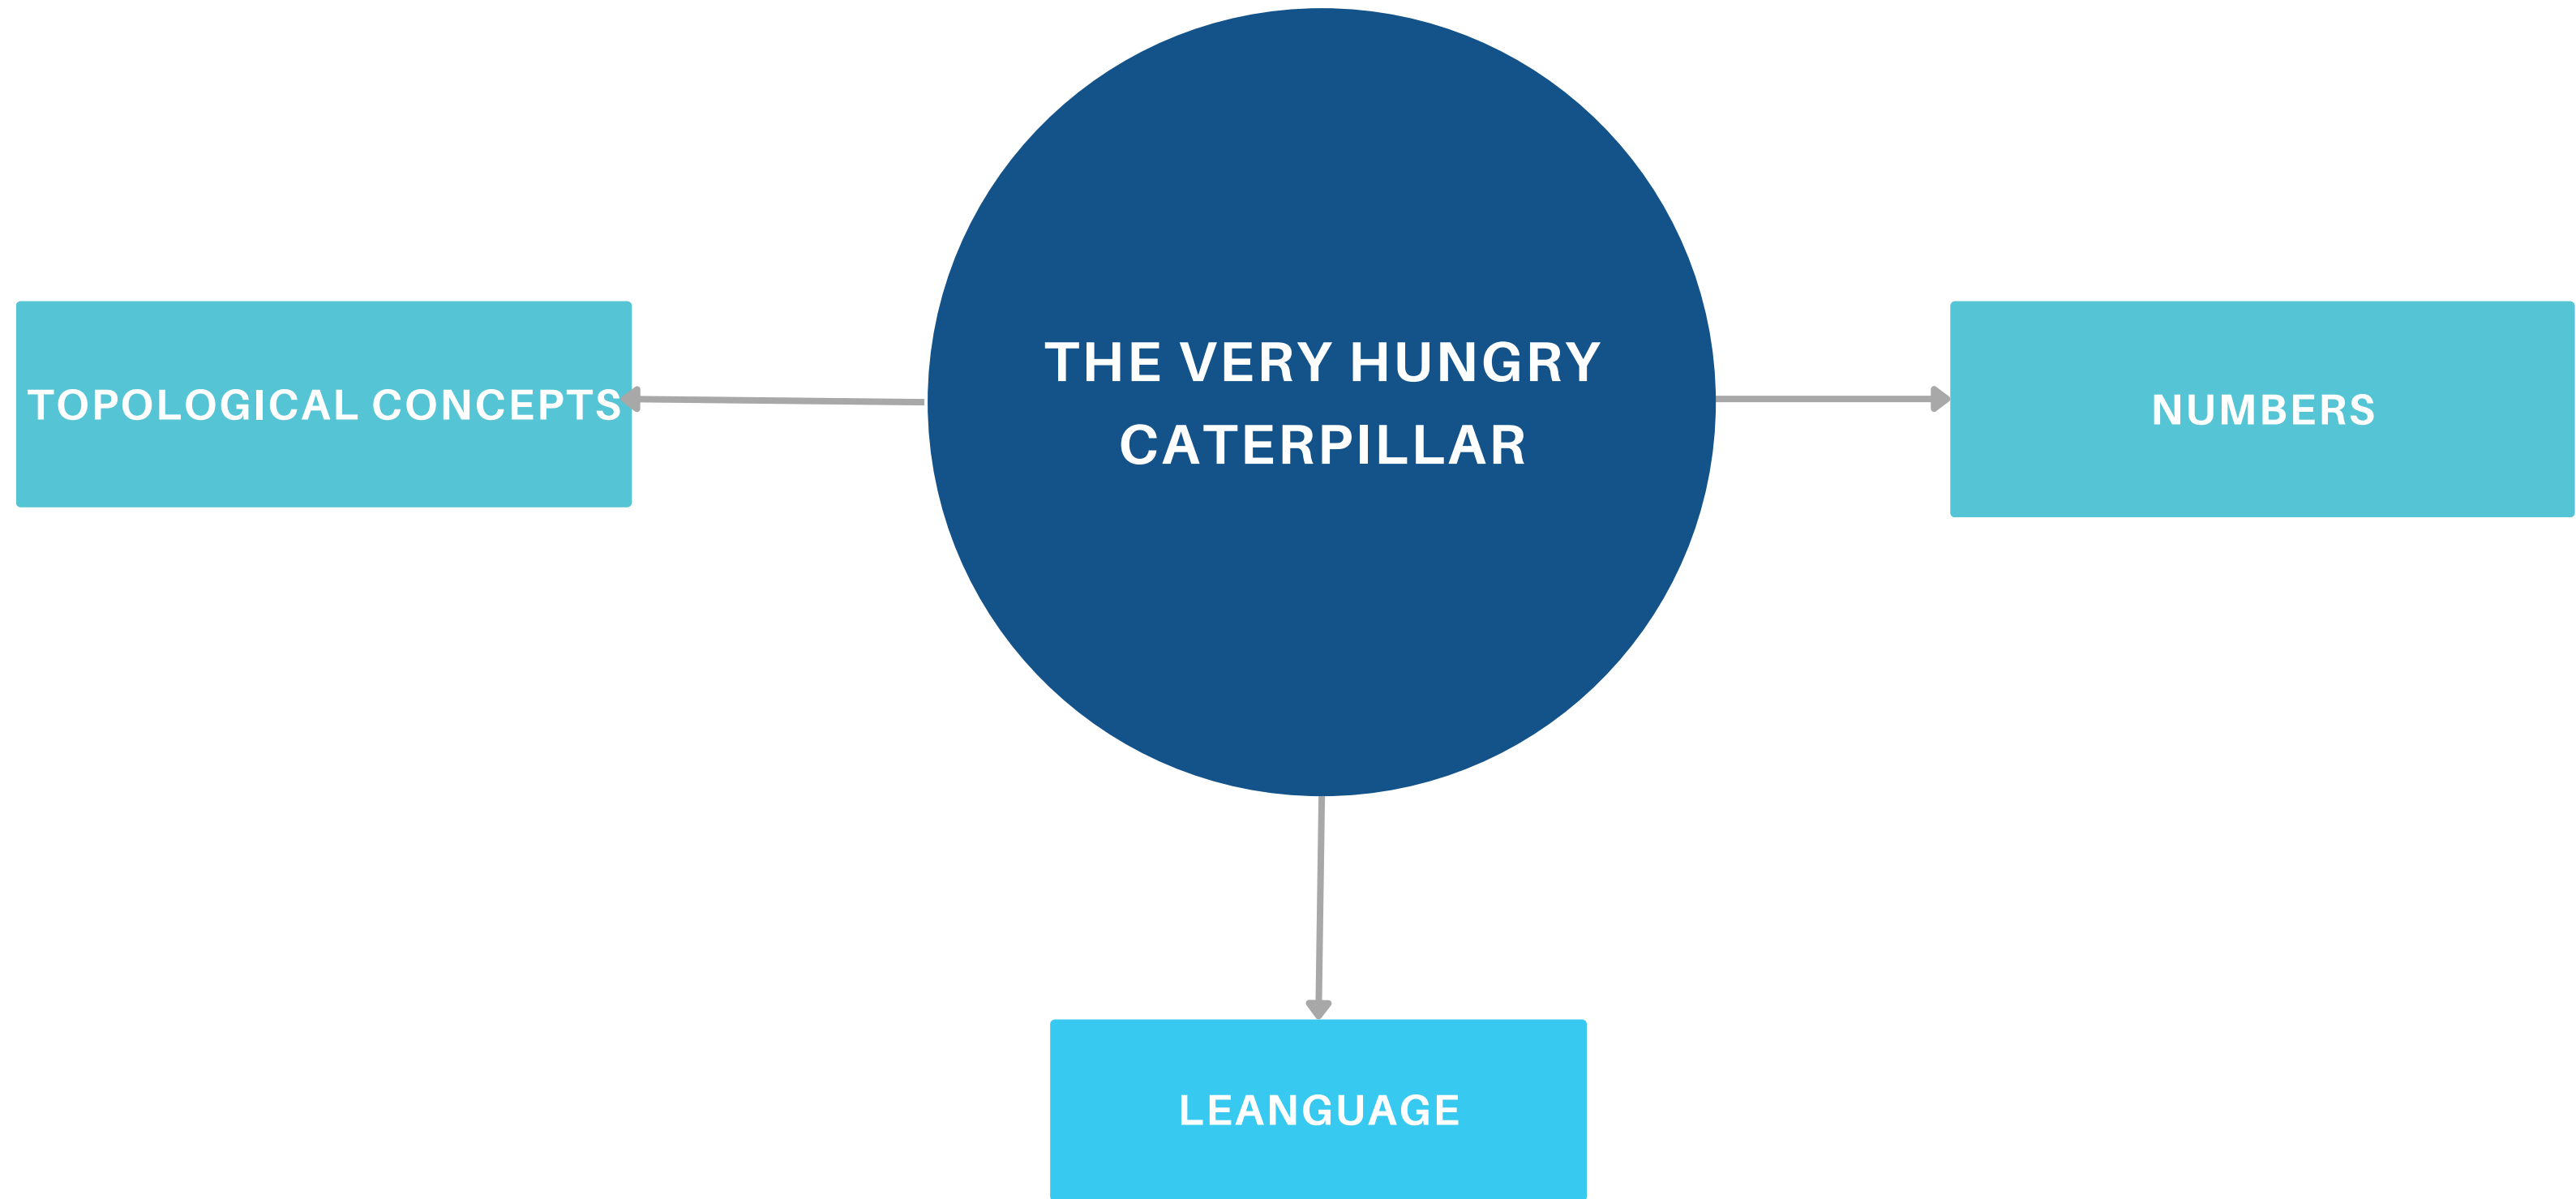 THE VERY HUNGRY
CATERPILLAR
TOPOLOGICAL CONCEPTS
NUMBERS
LEANGUAGE